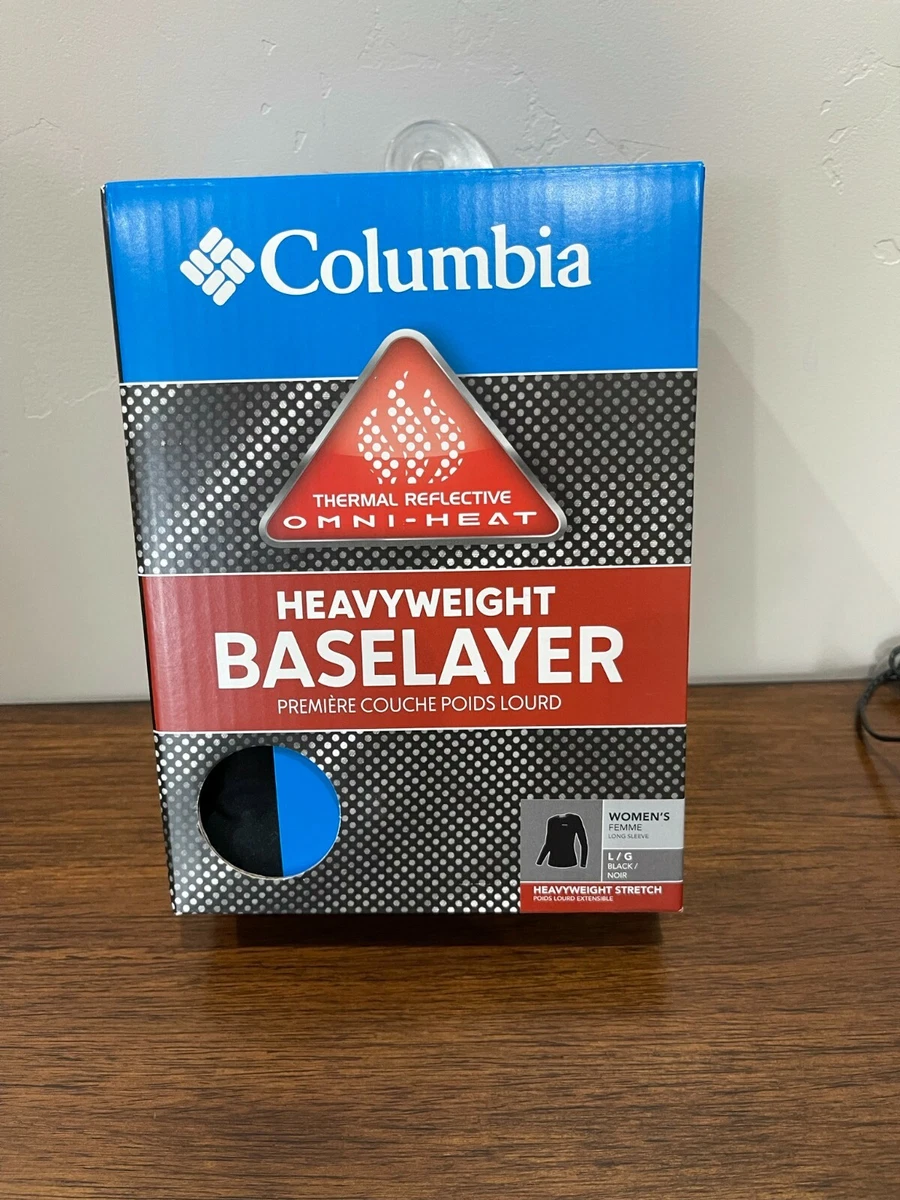 Columbia
THERMAL REFLECTIVE
OMNI-HEAT
HEAVYWEIGHT
BASELAYER
PREMIÈRE COUCHE POIDS LOURD
WOMEN'S
FEMME
LONG SLEEVE
L / G
BLACK /
NOIR
HEAVYWEIGHT STRETCH
POIDS LOURD EXTENSIBLE